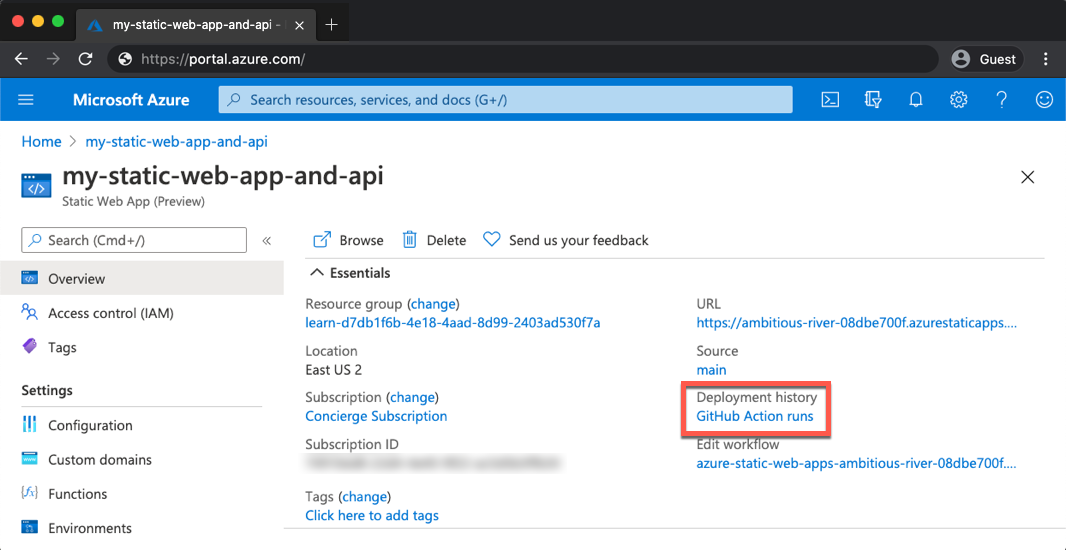 my-static-web-app-and-api -
https://portal.azure.com/
Guest
Microsoft Azure
Search resources, services, and docs (G+/)
Home > my-static-web-app-and-api
my-static-web-app-and-api
Static Web App (Preview)
Search (Cmd+/)
«
Overview
Access control (IAM)
Tags
Settings
Configuration
Custom domains
Functions
Environments
Browse
Delete
Send us your feedback
Essentials
Resource group (change)
learn-d7db1f6b-4e18-4aad-8d99-2403ad530f7a
Location
East US 2
Subscription (change)
Concierge Subscription
Subscription ID
Tags (change)
Click here to add tags
URL
https://ambitious-river-08dbe700f.azurestaticapps....
Source
main
Deployment history
GitHub Action runs
Edit workflow
azure-static-web-apps-ambitious-river-08dbe700f....